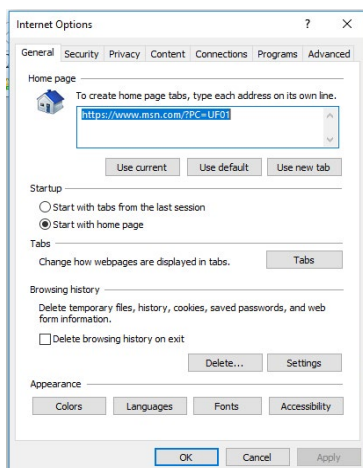 Internet Options ? X
General Security Privacy Content Connections Programs Advanced
Home page
To create home page tabs, type each address on its own line.
https://www.msn.com/?PC=UF01
Use current Use default Use new tab
Startup
Start with tabs from the last session
Start with home page
Tabs
Change how webpages are displayed in tabs. Tabs
Browsing history
Delete temporary files, history, cookies, saved passwords, and web
form information.
Delete browsing history on exit
Delete... Settings
Appearance
Colors Languages Fonts Accessibility
OK Cancel Apply